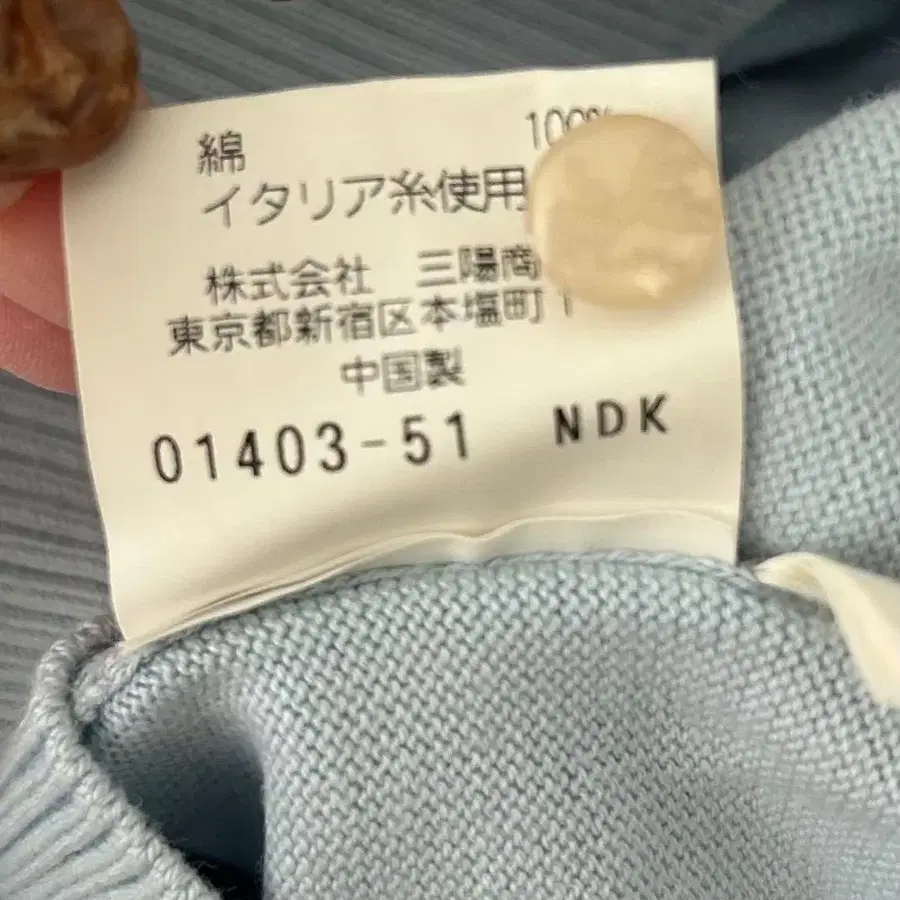 綿 100%
イタリア糸使用
株式会社 三陽商
東京都新宿区本塩町
中国製
01403-51 NDK